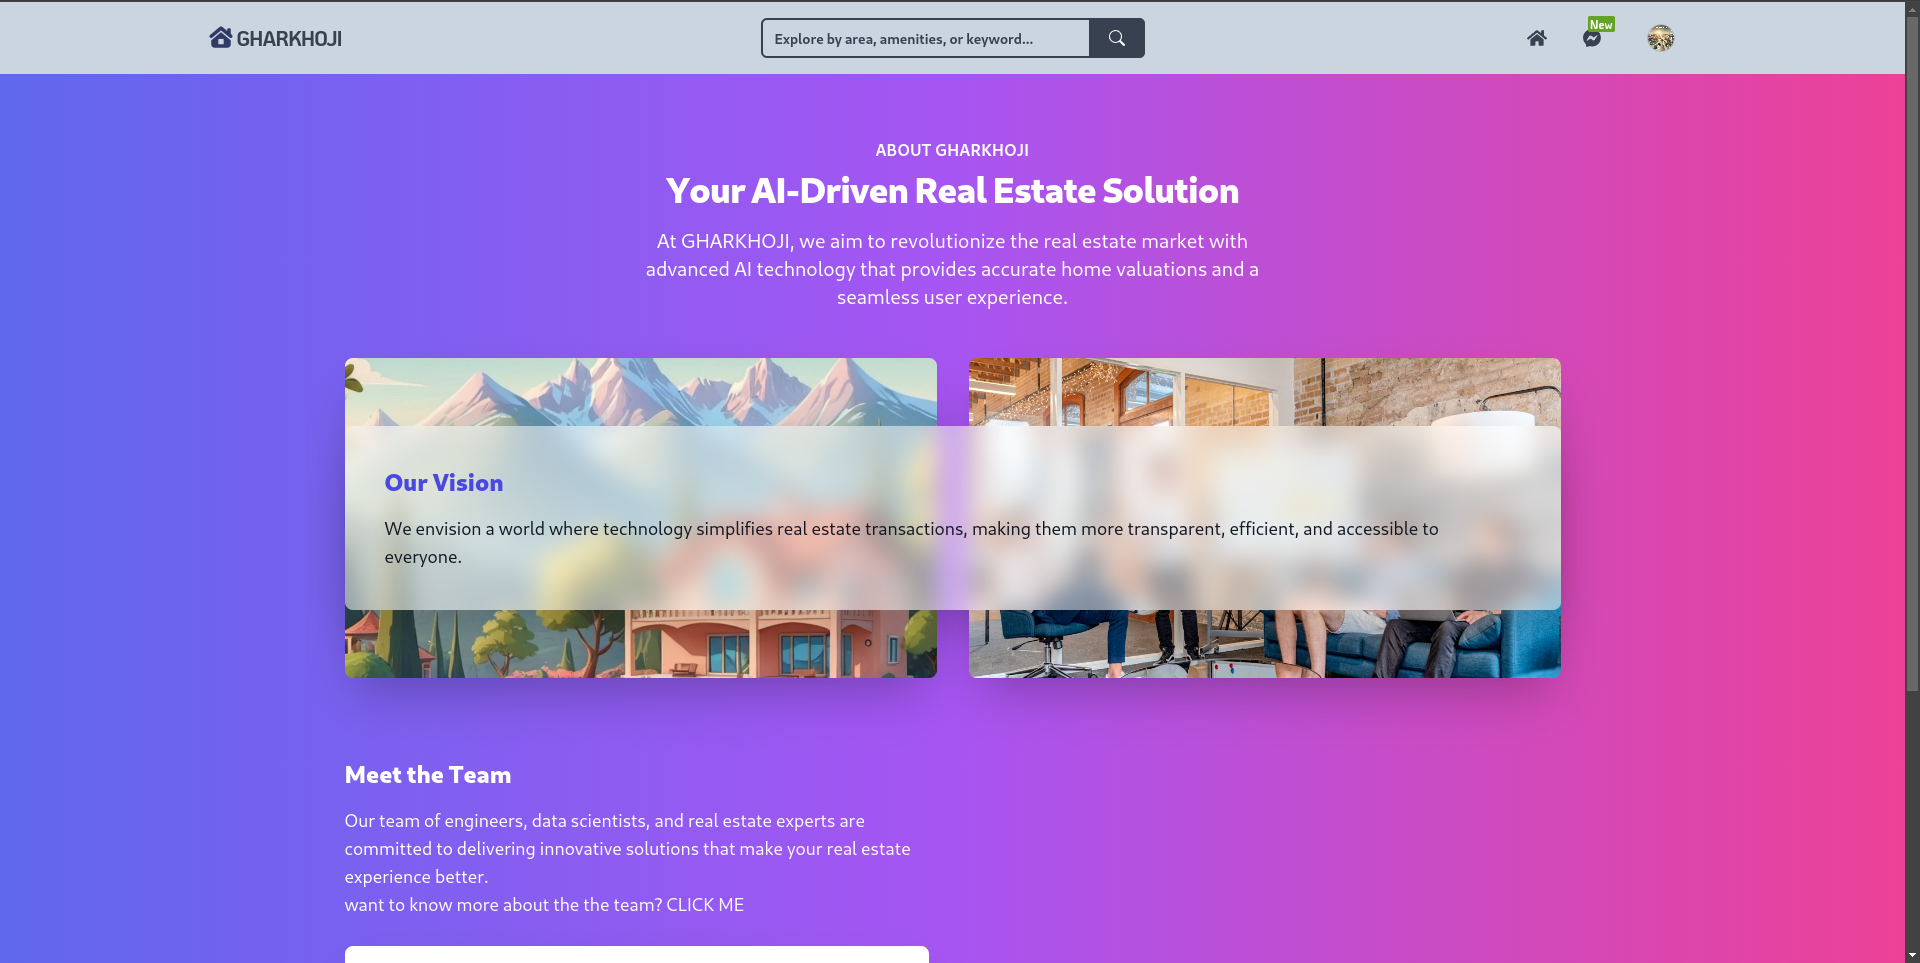 GHARKHOJI
Explore by area, amenities, or keyword...
New
ABOUT GHARKHOJI
Your AI-Driven Real Estate Solution
At GHARKHOJI, we aim to revolutionize the real estate market with
advanced AI technology that provides accurate home valuations and a
seamless user experience.
Our Vision
We envision a world where technology simplifies real estate transactions, making them more transparent, efficient, and accessible to
everyone.
Meet the Team
Our team of engineers, data scientists, and real estate experts are
committed to delivering innovative solutions that make your real estate
experience better.
want to know more about the the team? CLICK ME